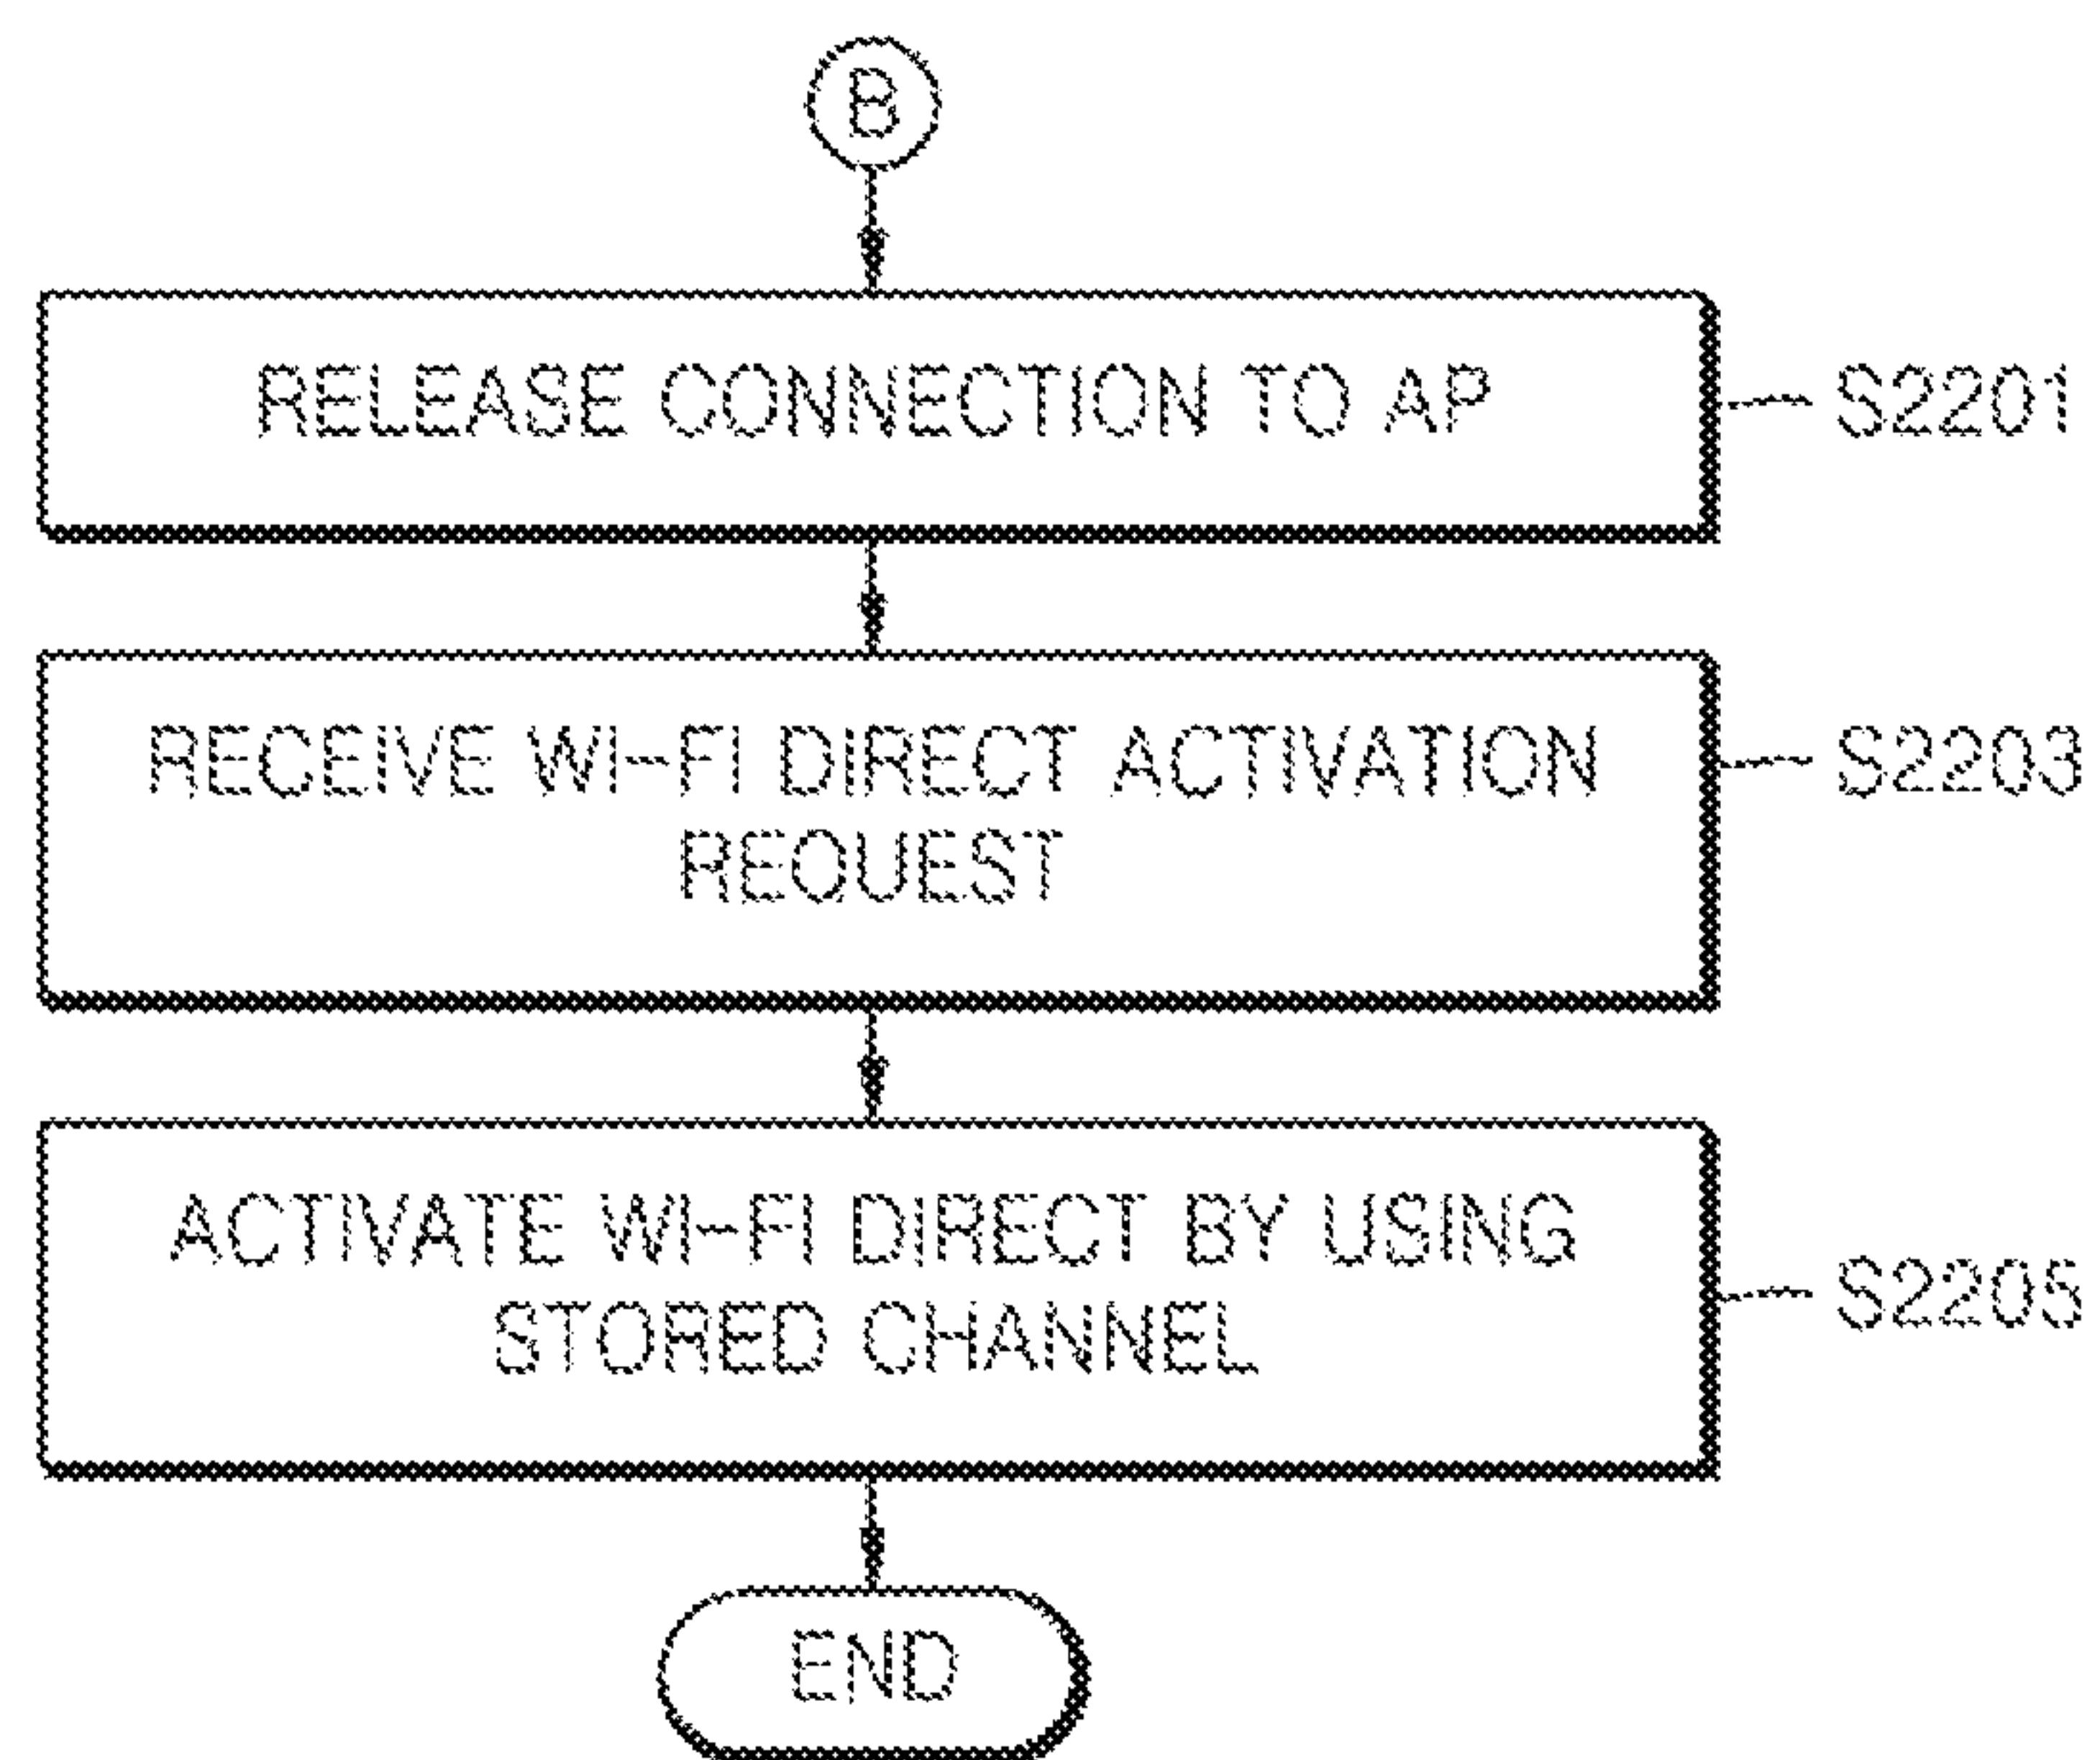 B
RELEASE CONNECTION TO AP
S2201
RECEIVE WI-FI DIRECT ACTIVATION
REQUEST
S2203
ACTIVATE WI-FI DIRECT BY USING
STORED CHANNEL
S2205
END